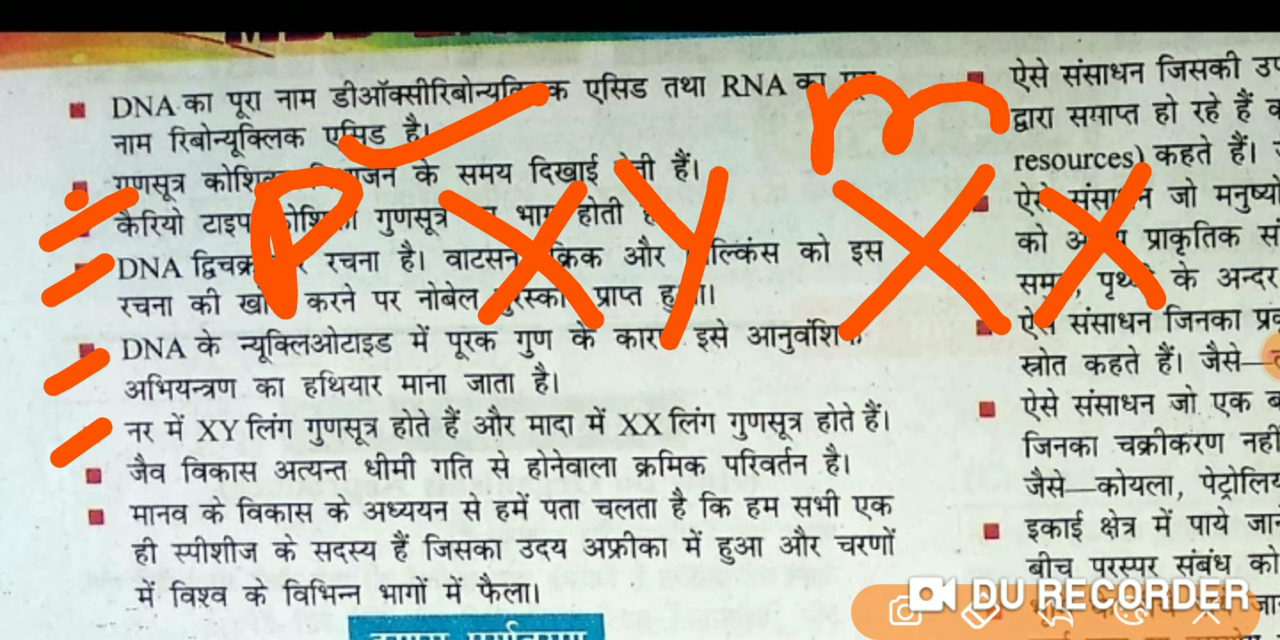 DNA का पूरा नाम डीऑक्सीरिबोन्यूक्लिक एसिड तथा RNA का
नाम रिबोन्यूक्लिक एसिड है।
गुणसूत्र कोशिका विभाजन के समय दिखाई देती हैं।
कैरियो टाइप कोशिका गुणसूत्र भाग होती
DNA द्विचक्र रचना है। वाटसन क्रिक और विल्किंस को इस
रचना की खोज करने पर नोबेल पुरस्कार प्राप्त हुआ।
DNA के न्यूक्लिओटाइड में पूरक गुण के कारण इसे आनुवंशिक
अभियन्त्रण का हथियार माना जाता है।
नर में XY लिंग गुणसूत्र होते हैं और मादा में XX लिंग गुणसूत्र होते हैं।
जैव विकास अत्यन्त धीमी गति से होनेवाला क्रमिक परिवर्तन है।
मानव के विकास के अध्ययन से हमें पता चलता है कि हम सभी एक
ही स्पीशीज के सदस्य हैं जिसका उदय अफ्रीका में हुआ और चरणों
में विश्व के विभिन्न भागों में फैला।
ऐसे संसाधन जिसकी
द्वारा समाप्त हो रहे हैं
resources) कहते हैं।
ऐसे संसाधन जो
को प्राकृतिक
पृथ्वी के अन्दर
ऐसे संसाधन जिनका
स्रोत कहते हैं। जैसे—
ऐसे संसाधन जो एक
जिनका चक्रीकरण नहीं
जैसे—कोयला,
इकाई क्षेत्र में पाये
बीच परस्पर संबंध को
P XY m XX
DU RECORDER